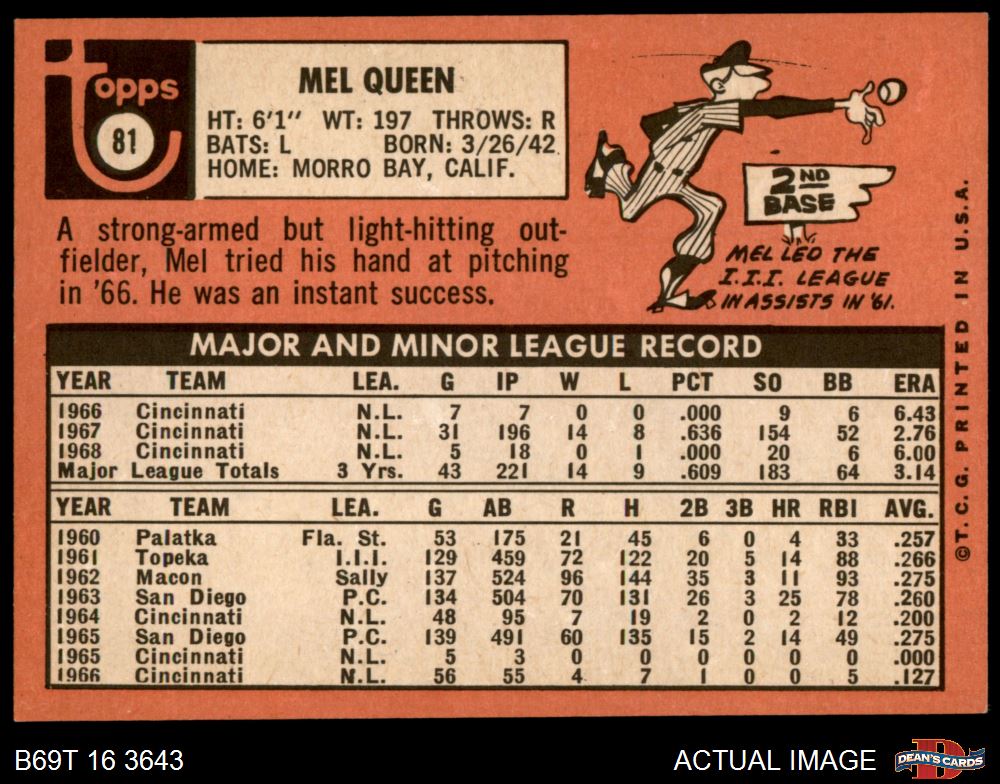 topps
81
MEL QUEEN
HT: 6'1" WT: 197 THROWS: R
BATS: L BORN: 3/26/42
HOME: MORRO BAY, CALIF.
A strong-armed but light-hitting out-
fielder, Mel tried his hand at pitching
in '66. He was an instant success.
2ND
BASE
MEL LED THE
I.I.I. LEAGUE
IN ASSISTS IN '61.
MAJOR AND MINOR LEAGUE RECORD
YEAR TEAM LEA. G IP W L PCT SO BB ERA
1966 Cincinnati N.L. 7 7 0 0 .000 9 6 6.43
1967 Cincinnati N.L. 31 196 14 8 .636 154 52 2.76
1968 Cincinnati N.L. 5 18 0 1 .000 20 6 6.00
Major League Totals 3 Yrs. 43 221 14 9 .609 183 64 3.14
YEAR TEAM LEA. G AB R H 2B 3B HR RBI AVG.
1960 Palatka Fla. St. 53 175 21 45 6 0 4 33 .257
1961 Topeka I.I.I. 129 459 72 122 20 5 14 88 .266
1962 Macon Sally 137 524 96 144 35 3 11 93 .275
1963 San Diego P.C. 134 504 70 131 26 3 25 78 .260
1964 Cincinnati N.L. 48 95 7 19 2 0 2 12 .200
1965 San Diego P.C. 139 491 60 135 15 2 14 49 .275
1965 Cincinnati N.L. 5 3 0 0 0 0 0 0 .000
1966 Cincinnati N.L. 56 55 4 7 1 0 0 5 .127
©T.C.G. PRINTED IN U.S.A.
B69T 16 3643
ACTUAL IMAGE
DEAN'S CARDS